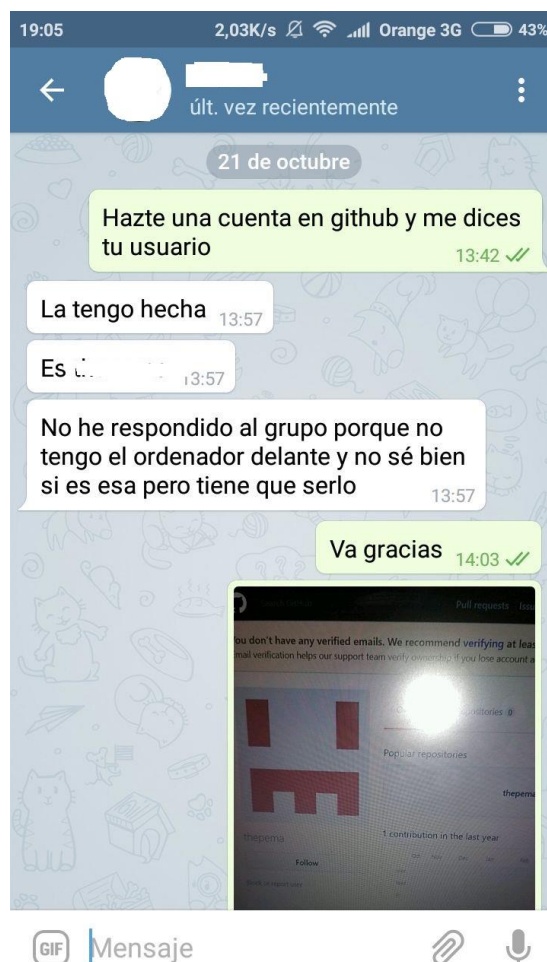 19:05 2,03K/s Orange 3G 43%
últ. vez recientemente
21 de octubre
Hazte una cuenta en github y me dices
tu usuario
13:42
La tengo hecha 13:57
Es 13:57
No he respondido al grupo porque no
tengo el ordenador delante y no sé bien
si es esa pero tiene que serlo
13:57
Va gracias 14:03
Pull requests
ou don't have any verified emails. We recommend verifying at leas
mail verification helps our support team verify ownership if you lose account a
Popular repositories
thepema
thepema
1 contribution in the last year
Follow
GIF Mensaje